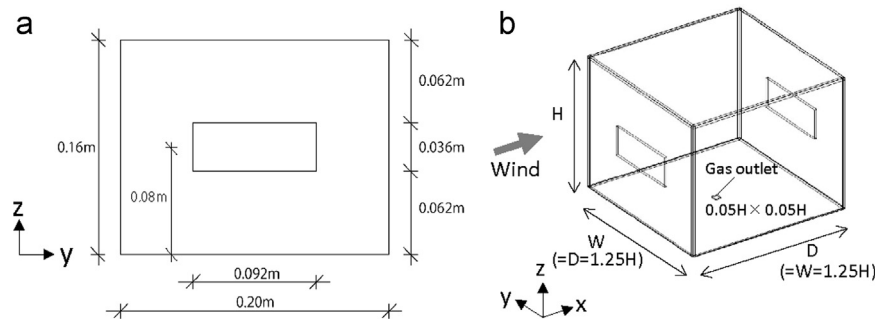 a
0.16m
0.08m
0.062m
0.036m
0.062m
0.092m
0.20m
z
y
b
H
Wind
Gas outlet
0.05H×0.05H
W
(=D=1.25H)
D
(=W=1.25H)
z
y
x